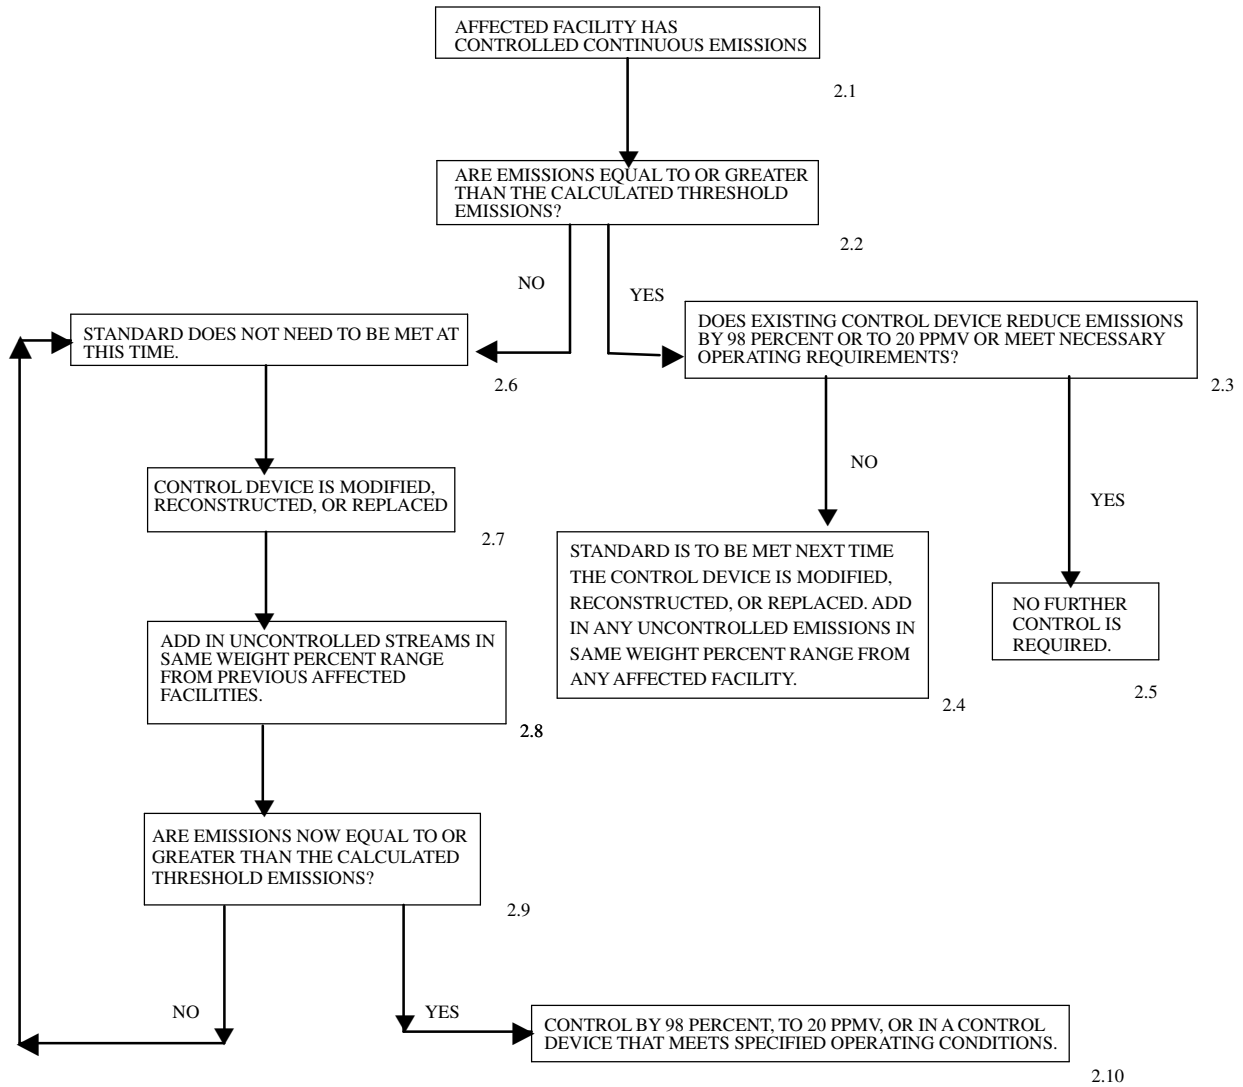 AFFECTED FACILITY HAS
CONTROLLED CONTINUOUS EMISSIONS
2.1
ARE EMISSIONS EQUAL TO OR GREATER
THAN THE CALCULATED THRESHOLD
EMISSIONS?
2.2
NO
YES
STANDARD DOES NOT NEED TO BE MET AT
THIS TIME.
2.6
DOES EXISTING CONTROL DEVICE REDUCE EMISSIONS
BY 98 PERCENT OR TO 20 PPMV OR MEET NECESSARY
OPERATING REQUIREMENTS?
2.3
NO
YES
CONTROL DEVICE IS MODIFIED,
RECONSTRUCTED, OR REPLACED
2.7
STANDARD IS TO BE MET NEXT TIME
THE CONTROL DEVICE IS MODIFIED,
RECONSTRUCTED, OR REPLACED. ADD
IN ANY UNCONTROLLED EMISSIONS IN
SAME WEIGHT PERCENT RANGE FROM
ANY AFFECTED FACILITY.
2.4
NO FURTHER
CONTROL IS
REQUIRED.
2.5
ADD IN UNCONTROLLED STREAMS IN
SAME WEIGHT PERCENT RANGE
FROM PREVIOUS AFFECTED
FACILITIES.
2.8
ARE EMISSIONS NOW EQUAL TO OR
GREATER THAN THE CALCULATED
THRESHOLD EMISSIONS?
2.9
NO
YES
CONTROL BY 98 PERCENT, TO 20 PPMV, OR IN A CONTROL
DEVICE THAT MEETS SPECIFIED OPERATING CONDITIONS.
2.10